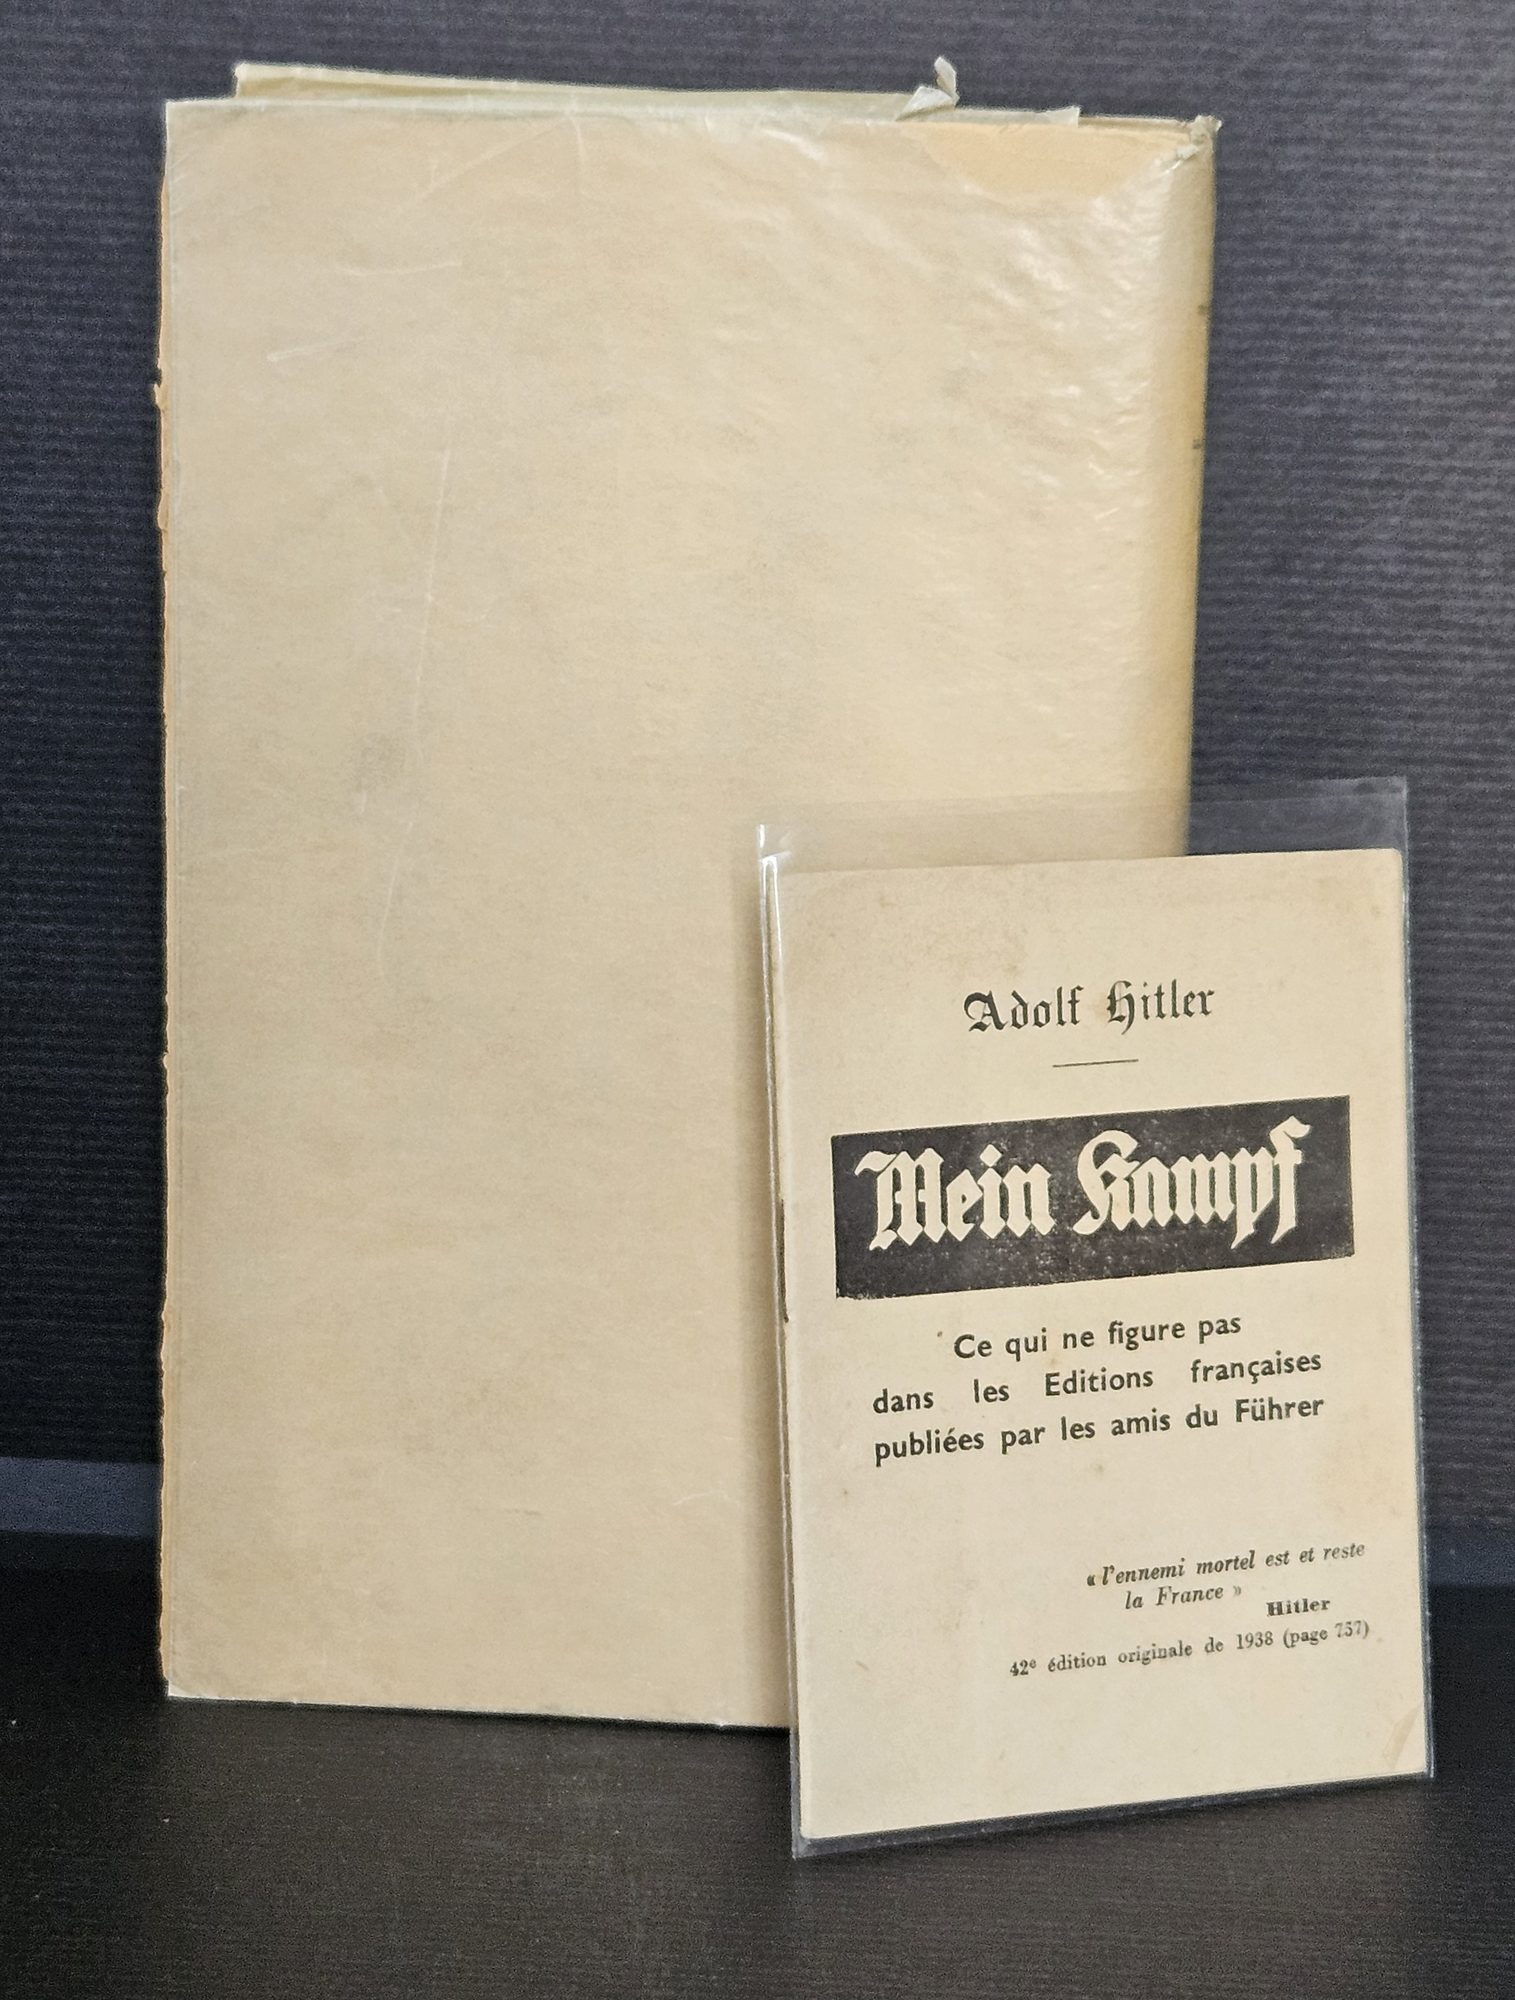 Adolf Hitler
Mein Kampf
Ce qui ne figure pas
dans les Editions françaises
publiées par les amis du Führer
« l'ennemi mortel est et reste
la France »
Hitler
42e édition originale de 1938 (page 757)